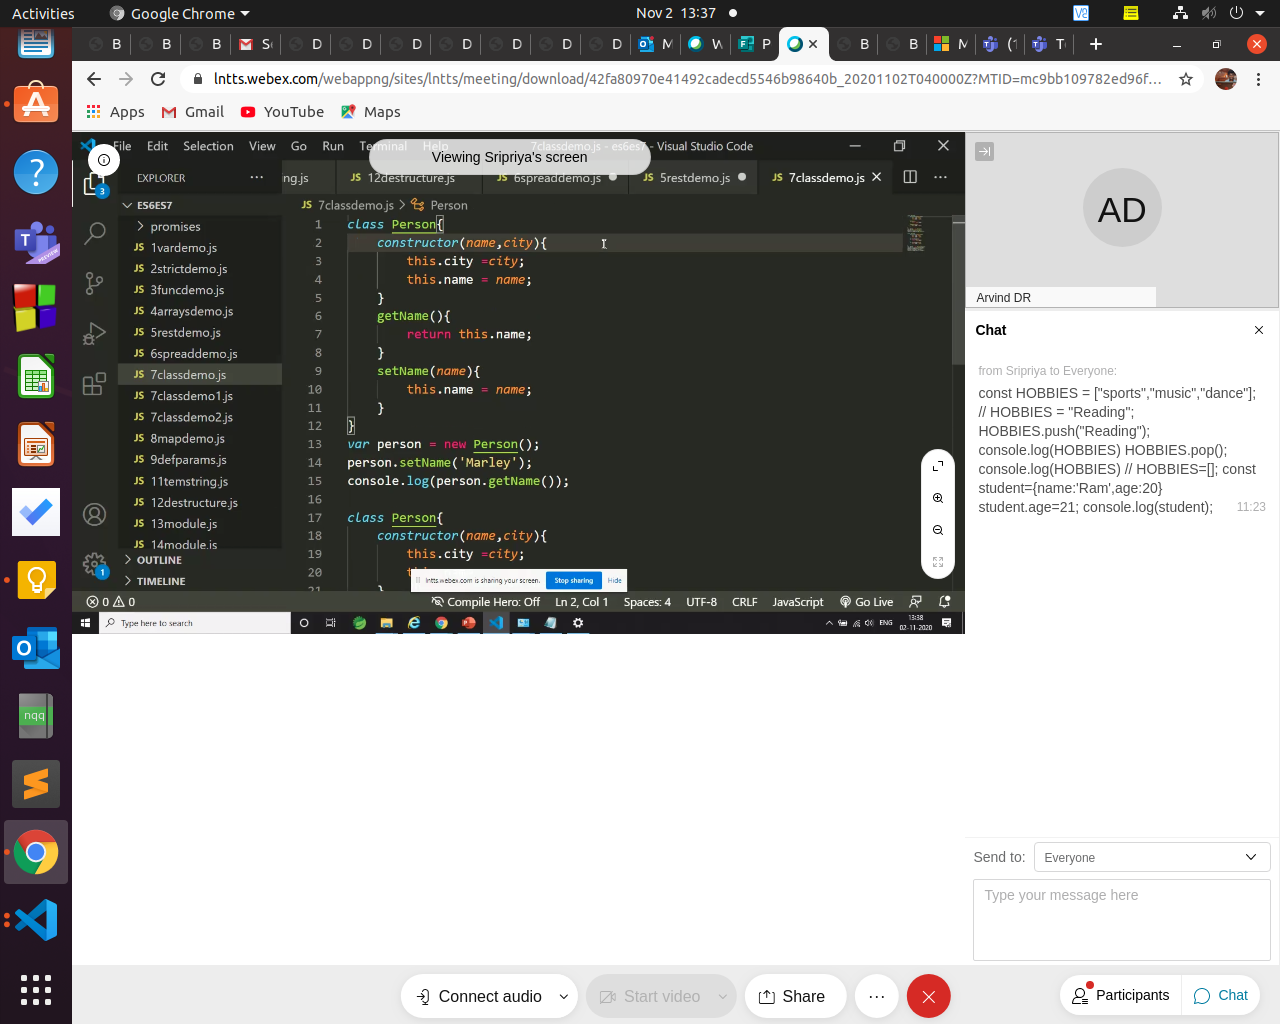 Activities
Google Chrome
Nov 2 13:37
B
B
B
D
D
D
D
D
D
D
M
W
P
B
B
M
(
T
lntts.webex.com/webappng/sites/lntts/meeting/download/42fa80970e41492cadecd5546b98640b_20201102T040000Z?MTID=mc9bb109782ed96f...
Apps
Gmail
YouTube
Maps
File Edit Selection View Go Run Terminal Help
7classdemo.js - es6es7 - Visual Studio Code
Viewing Sripriya's screen
EXPLORER
ng.js
JS 12destructure.js
JS 6spreaddemo.js
JS 5restdemo.js
JS 7classdemo.js
ES6ES7
promises
JS 1vardemo.js
JS 2strictdemo.js
JS 3funcdemo.js
JS 4arraysdemo.js
JS 5restdemo.js
JS 6spreaddemo.js
JS 7classdemo.js
JS 7classdemo1.js
JS 7classdemo2.js
JS 8mapdemo.js
JS 9defparams.js
JS 11temstring.js
JS 12destructure.js
JS 13module.js
JS 14module.js
OUTLINE
TIMELINE
3
1
JS 7classdemo.js > Person
1 class Person{
2 constructor(name,city){
3 this.city =city;
4 this.name = name;
5 }
6 getName(){
7 return this.name;
8 }
9 setName(name){
10 this.name = name;
11 }
12 }
13 var person = new Person();
14 person.setName('Marley');
15 console.log(person.getName());
16
17 class Person{
18 constructor(name,city){
19 this.city =city;
20
21 }
lntts.webex.com is sharing your screen.
Stop sharing
Hide
0 0
Compile Hero: Off
Ln 2, Col 1
Spaces: 4
UTF-8
CRLF
JavaScript
Go Live
Type here to search
ENG
13:38
02-11-2020
AD
Arvind DR
Chat
from Sripriya to Everyone:
const HOBBIES = ["sports","music","dance"];
// HOBBIES = "Reading";
HOBBIES.push("Reading");
console.log(HOBBIES) HOBBIES.pop();
console.log(HOBBIES) // HOBBIES=[]; const
student={name:'Ram',age:20}
student.age=21; console.log(student);
11:23
Send to:
Everyone
Type your message here
nqq
Connect audio
Start video
Share
Participants
Chat